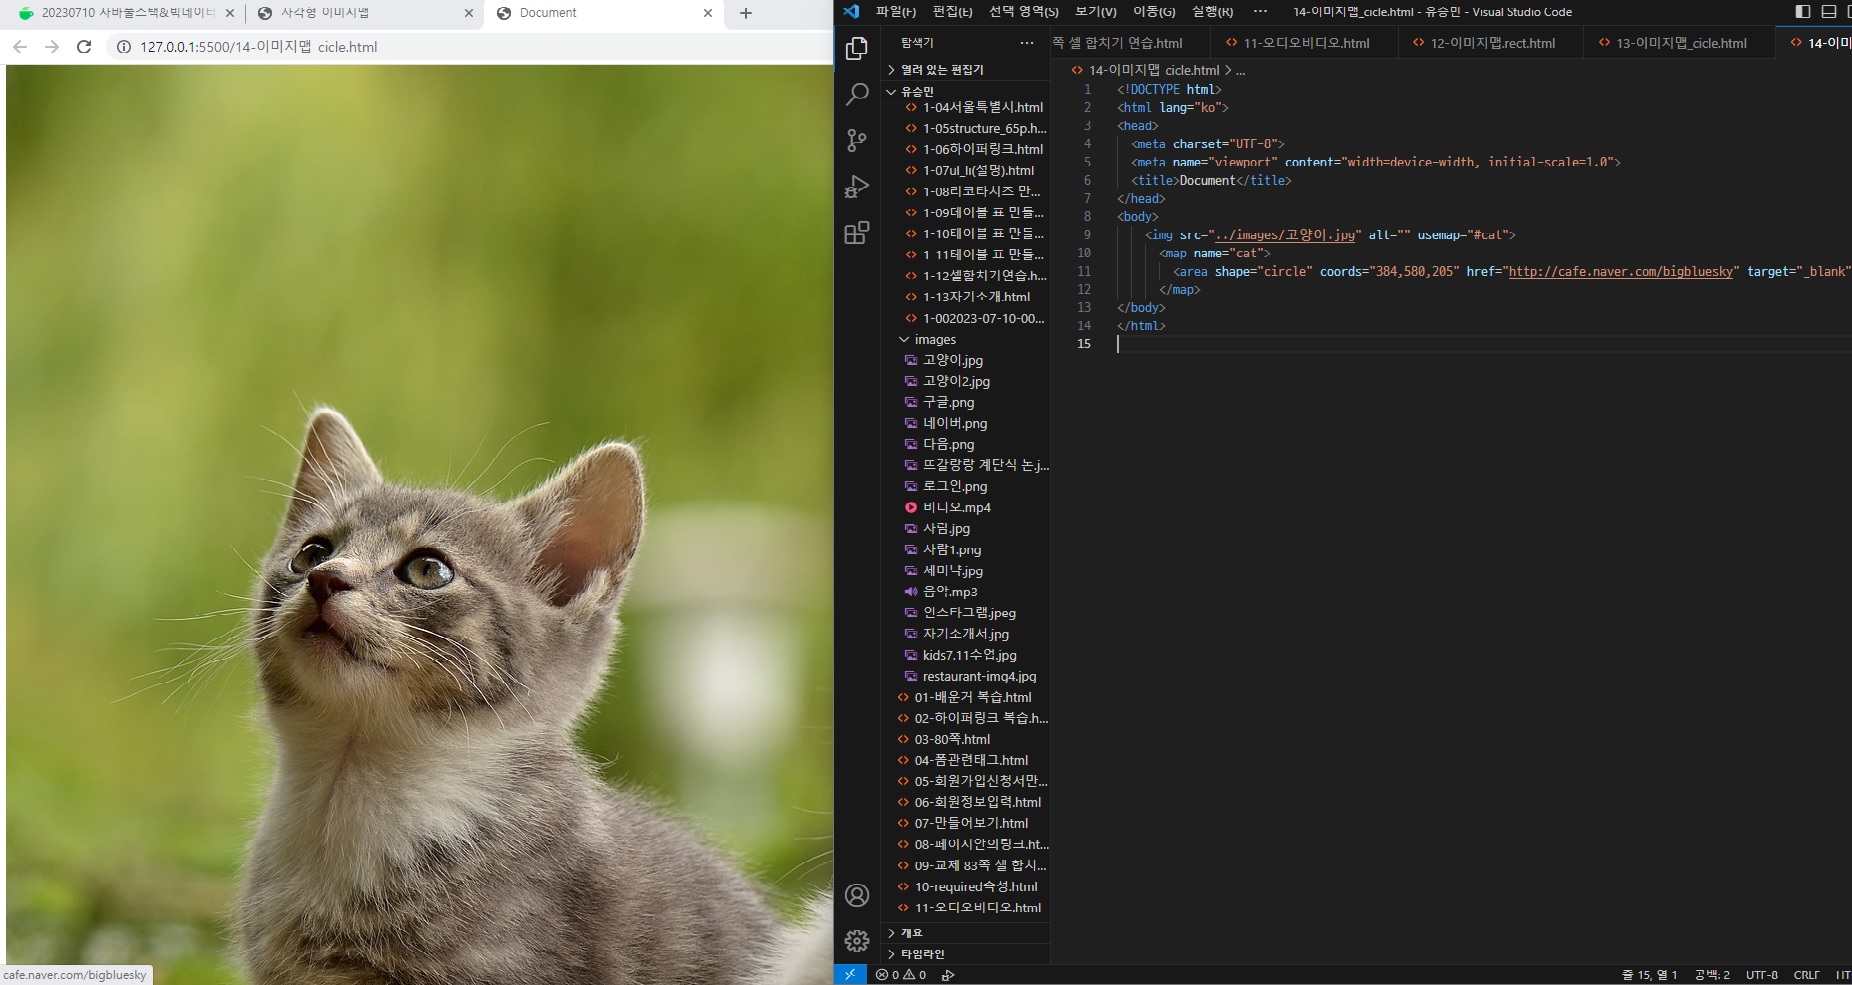 20230710 자바풀스택&빅데이터
사각형 이미지맵
Document
127.0.0.1:5500/14-이미지맵_cicle.html
cafe.naver.com/bigbluesky
파일(F) 편집(E) 선택 영역(S) 보기(V) 이동(G) 실행(R) ···
14-이미지맵_cicle.html - 유승민 - Visual Studio Code
탐색기
열려 있는 편집기
유승민
1-04서울특별시.html
1-05structure_65p.h...
1-06하이퍼링크.html
1-07ul_li(설명).html
1-08리코타치즈 만...
1-09테이블 표 만들...
1-10테이블 표 만들...
1-11테이블 표 만들...
1-12셀합치기연습.h...
1-13자기소개.html
1-002023-07-10-00...
images
고양이.jpg
고양이2.jpg
구글.png
네이버.png
다음.png
뜨갈랑랑 계단식 논.j...
로그인.png
비디오.mp4
사람.jpg
사람1.png
세미나.jpg
음악.mp3
인스타그램.jpeg
자기소개서.jpg
kids7.11수업.jpg
restaurant-img4.jpg
01-배운거 복습.html
02-하이퍼링크 복습.h...
03-80쪽.html
04-폼관련태그.html
05-회원가입신청서만...
06-회원정보입력.html
07-만들어보기.html
08-페이지안의링크.ht...
09-교제 83쪽 셀 합치...
10-required속성.html
11-오디오비디오.html
개요
타임라인
쪽 셀 합치기 연습.html
11-오디오비디오.html
12-이미지맵.rect.html
13-이미지맵_cicle.html
14-이미
14-이미지맵_cicle.html > ...
1 <!DOCTYPE html>
2 <html lang="ko">
3 <head>
4 <meta charset="UTF-8">
5 <meta name="viewport" content="width=device-width, initial-scale=1.0">
6 <title>Document</title>
7 </head>
8 <body>
9 <img src="../images/고양이.jpg" alt="" usemap="#cat">
10 <map name="cat">
11 <area shape="circle" coords="384,580,205" href="http://cafe.naver.com/bigbluesky" target="_blank"
12 </map>
13 </body>
14 </html>
15
0 0
줄 15, 열 1 공백: 2 UTF-8 CRLF HT